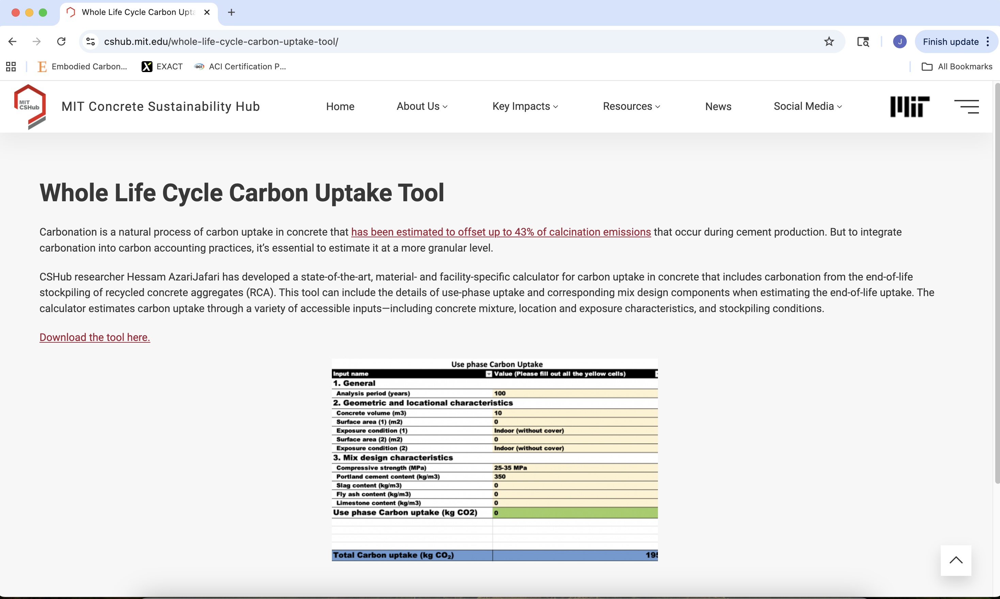 Whole Life Cycle Carbon Upta
cshub.mit.edu/whole-life-cycle-carbon-uptake-tool/
J
Finish update
E
Embodied Carbon...
X
EXACT
aci
ACI Certification P...
All Bookmarks
MIT
CSHub
MIT Concrete Sustainability Hub
Home
About Us
Key Impacts
Resources
News
Social Media
MIT
Whole Life Cycle Carbon Uptake Tool
Carbonation is a natural process of carbon uptake in concrete that has been estimated to offset up to 43% of calcination emissions that occur during cement production. But to integrate
carbonation into carbon accounting practices, it’s essential to estimate it at a more granular level.
CSHub researcher Hessam AzariJafari has developed a state-of-the-art, material- and facility-specific calculator for carbon uptake in concrete that includes carbonation from the end-of-life
stockpiling of recycled concrete aggregates (RCA). This tool can include the details of use-phase uptake and corresponding mix design components when estimating the end-of-life uptake. The
calculator estimates carbon uptake through a variety of accessible inputs—including concrete mixture, location and exposure characteristics, and stockpiling conditions.
Download the tool here.
Use phase Carbon Uptake
Input name Value (Please fill out all the yellow cells)
1. General
Analysis period (years) 100
2. Geometric and locational characteristics
Concrete volume (m3) 10
Surface area (1) (m2) 0
Exposure condition (1) Indoor (without cover)
Surface area (2) (m2) 0
Exposure condition (2) Indoor (without cover)
3. Mix design characteristics
Compressive strength (MPa) 25-35 MPa
Portland cement content (kg/m3) 350
Slag content (kg/m3) 0
Fly ash content (kg/m3) 0
Limestone content (kg/m3) 0
Use phase Carbon uptake (kg CO2) 0
Total Carbon uptake (kg CO₂) 195